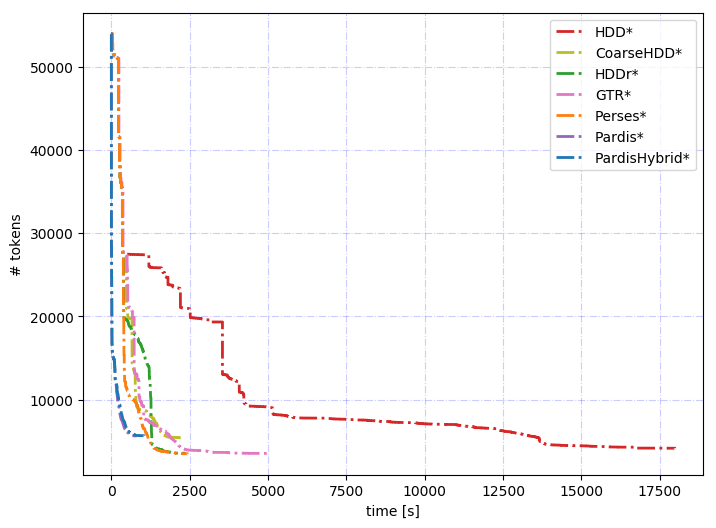 HDD*
CoarseHDD*
HDDr*
GTR*
Perses*
Pardis*
PardisHybrid*
50000
40000
30000
20000
10000
# tokens
0 2500 5000 7500 10000 12500 15000 17500
time [s]